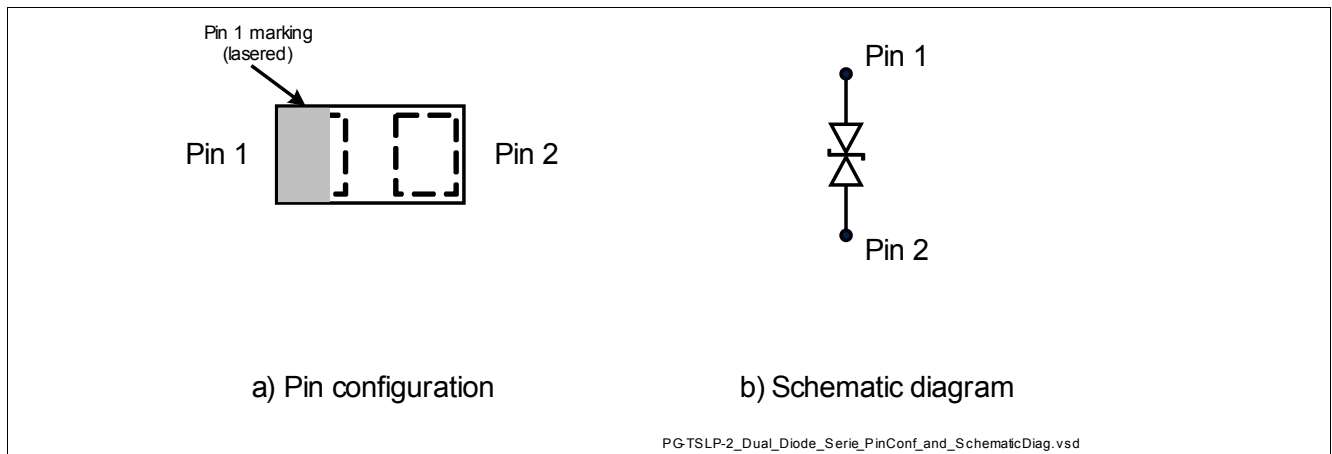 Pin 1 marking
(lasered)
Pin 1
Pin 2
Pin 1
Pin 2
a) Pin configuration
b) Schematic diagram
PG-TSLP-2_Dual_Diode_Serie_PinConf_and_SchematicDiag.vsd